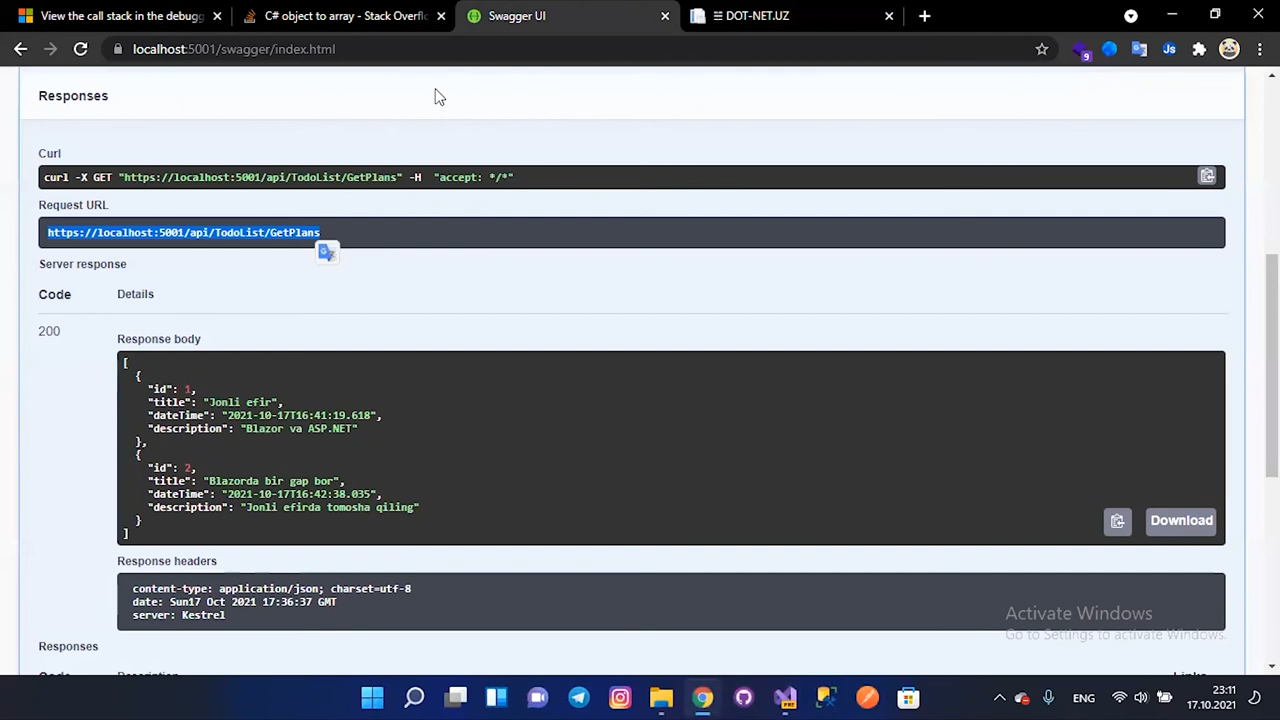 View the call stack in the debugg
C# object to array - Stack Overfl
Swagger UI
DOT-NET.UZ
localhost:5001/swagger/index.html
Js
9
Responses
Curl
curl -X GET "https://localhost:5001/api/TodoList/GetPlans" -H  "accept: */*"
Request URL
https://localhost:5001/api/TodoList/GetPlans
Server response
Code
Details
200
Response body
[
{
"id": 1,
"title": "Jonli efir",
"dateTime": "2021-10-17T16:41:19.618",
"description": "Blazor va ASP.NET"
},
{
"id": 2,
"title": "Blazorda bir gap bor",
"dateTime": "2021-10-17T16:42:38.035",
"description": "Jonli efirda tomosha qiling"
}
]
Download
Response headers
content-type: application/json; charset=utf-8
date: Sun17 Oct 2021 17:36:37 GMT
server: Kestrel
Activate Windows
Go to Settings to activate Windows.
Responses
Code
Description
Links
PRE
ENG
23:11
17.10.2021